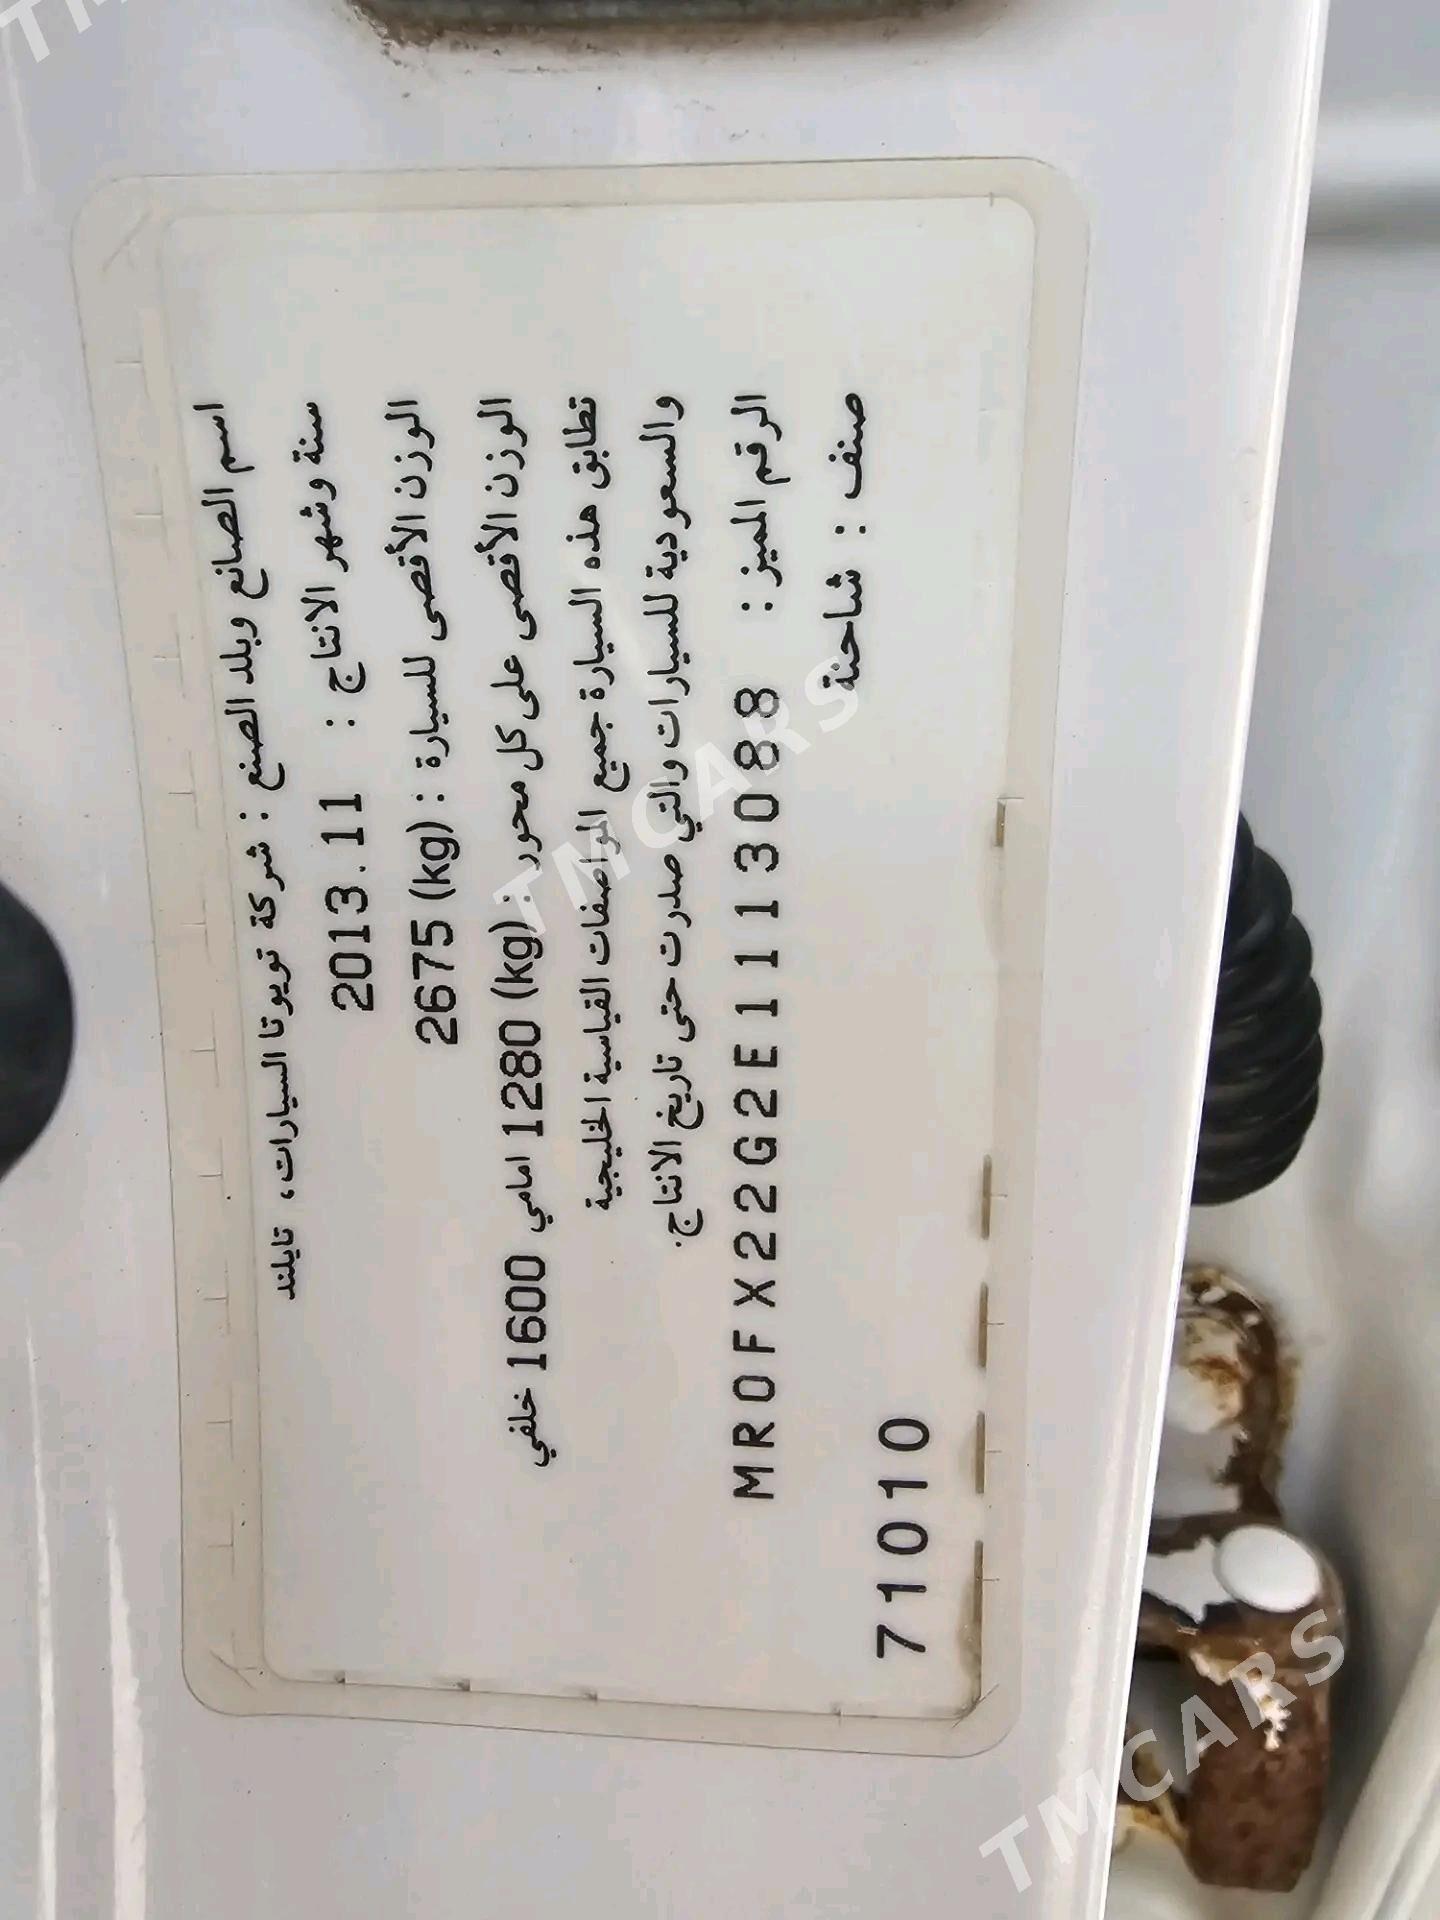 اسم الصانع وبلد الصنع : شركة تويوتا السيارات، تايلند
سنة وشهر الانتاج : 2013.11
الوزن الأقصى للسيارة : (kg) 2675
الوزن الأقصى على كل محور : (kg) 1280 امامي 1600 خلفي
تطابق هذه السيارة جميع المواصفات القياسية الخليجية
والسعودية للسيارات والتي صدرت حتى تاريخ الانتاج.
الرقم المميز : MR0FX22G2E1113088
صنف : شاحنة
71010
TMCARS
TMCARS